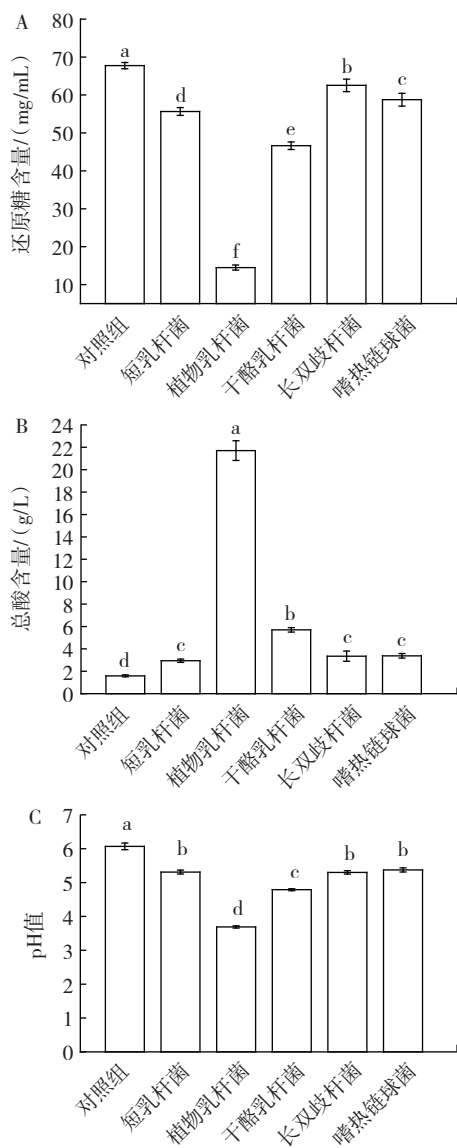 A
还原糖含量/(mg/mL)
80
70
60
50
40
30
20
10
a
d
f
e
b
c
对照组
短乳杆菌
植物乳杆菌
干酪乳杆菌
长双歧杆菌
嗜热链球菌
B
总酸含量/(g/L)
24
22
20
18
16
14
12
10
8
6
4
2
0
d
c
a
b
c
c
对照组
短乳杆菌
植物乳杆菌
干酪乳杆菌
长双歧杆菌
嗜热链球菌
C
pH值
7
6
5
4
3
2
1
0
a
b
d
c
b
b
对照组
短乳杆菌
植物乳杆菌
干酪乳杆菌
长双歧杆菌
嗜热链球菌